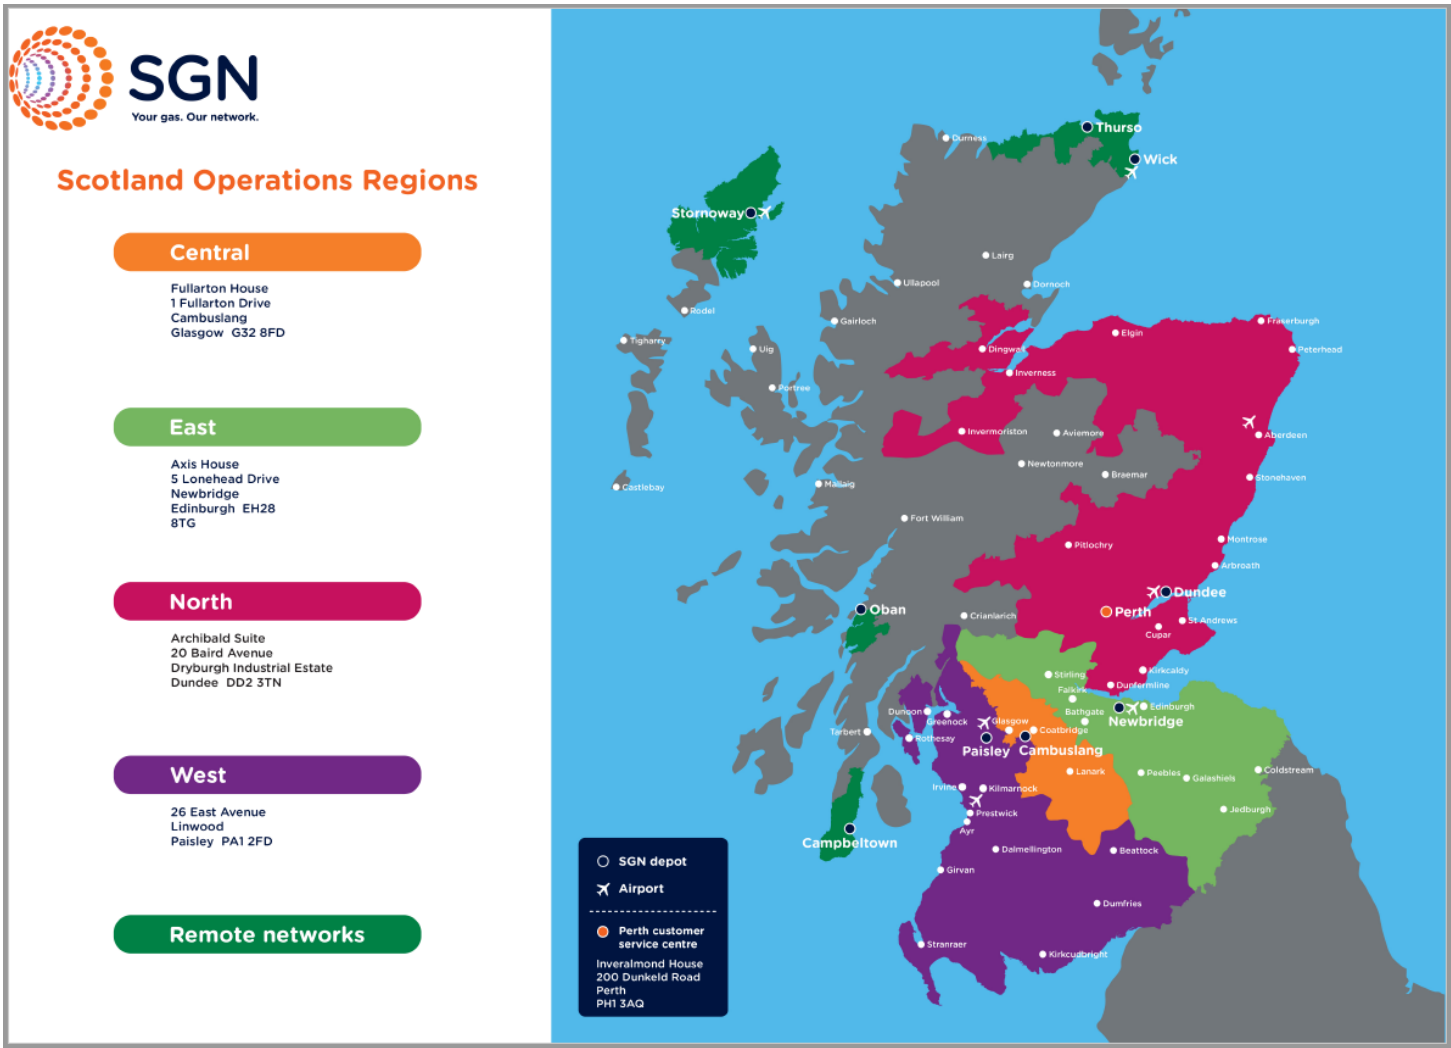 SGN
Your gas. Our network.
Scotland Operations Regions
Central
Fullarton House
1 Fullarton Drive
Cambuslang
Glasgow G32 8FD
East
Axis House
5 Lonehead Drive
Newbridge
Edinburgh EH28
8TG
North
Archibald Suite
20 Baird Avenue
Dryburgh Industrial Estate
Dundee DD2 3TN
West
26 East Avenue
Linwood
Paisley PA1 2FD
Remote networks
Thurso
Durness
Wick
Stornoway
Lairg
Ullapool
Dornoch
Rodel
Gairloch
Fraserburgh
Elgin
Tigharry
Uig
Dingwall
Peterhead
Inverness
Portree
Invermoriston
Aviemore
Aberdeen
Newtonmore
Braemar
Stonehaven
Castlebay
Mallaig
Fort William
Montrose
Pitlochry
Arbroath
Dundee
Oban
Perth
Crianlarich
St Andrews
Cupar
Kirkcaldy
Stirling
Dunfermline
Falkirk
Edinburgh
Dunoon
Bathgate
Greenock
Glasgow
Newbridge
Tarbert
Coatbridge
Rothesay
Paisley
Cambuslang
Lanark
Peebles
Galashiels
Coldstream
Irvine
Kilmarnock
Prestwick
Jedburgh
Ayr
Campbeltown
Dalmellington
Beattock
Girvan
Dumfries
Stranraer
Kirkcudbright
SGN depot
Airport
Perth customer
service centre
Inveralmond House
200 Dunkeld Road
Perth
PH1 3AQ